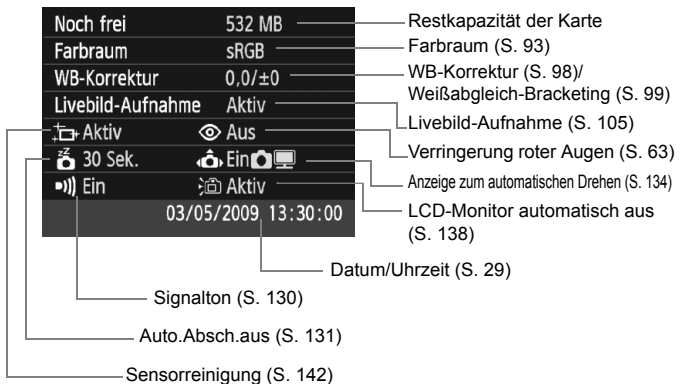 Noch frei 532 MB
Farbraum sRGB
WB-Korrektur 0,0/±0
Livebild-Aufnahme Aktiv
Aktiv Aus
zz 30 Sek. Ein
Ein Aktiv
03/05/2009 13:30:00
Restkapazität der Karte
Farbraum (S. 93)
WB-Korrektur (S. 98)/
Weißabgleich-Bracketing (S. 99)
Livebild-Aufnahme (S. 105)
Verringerung roter Augen (S. 63)
Anzeige zum automatischen Drehen (S. 134)
LCD-Monitor automatisch aus
(S. 138)
Datum/Uhrzeit (S. 29)
Signalton (S. 130)
Auto.Absch.aus (S. 131)
Sensorreinigung (S. 142)